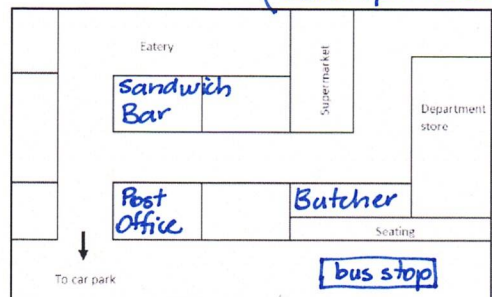 Eatery
Supermarket
Sandwich
Bar
Department
store
Post
Office
Butcher
Seating
bus stop
To car park